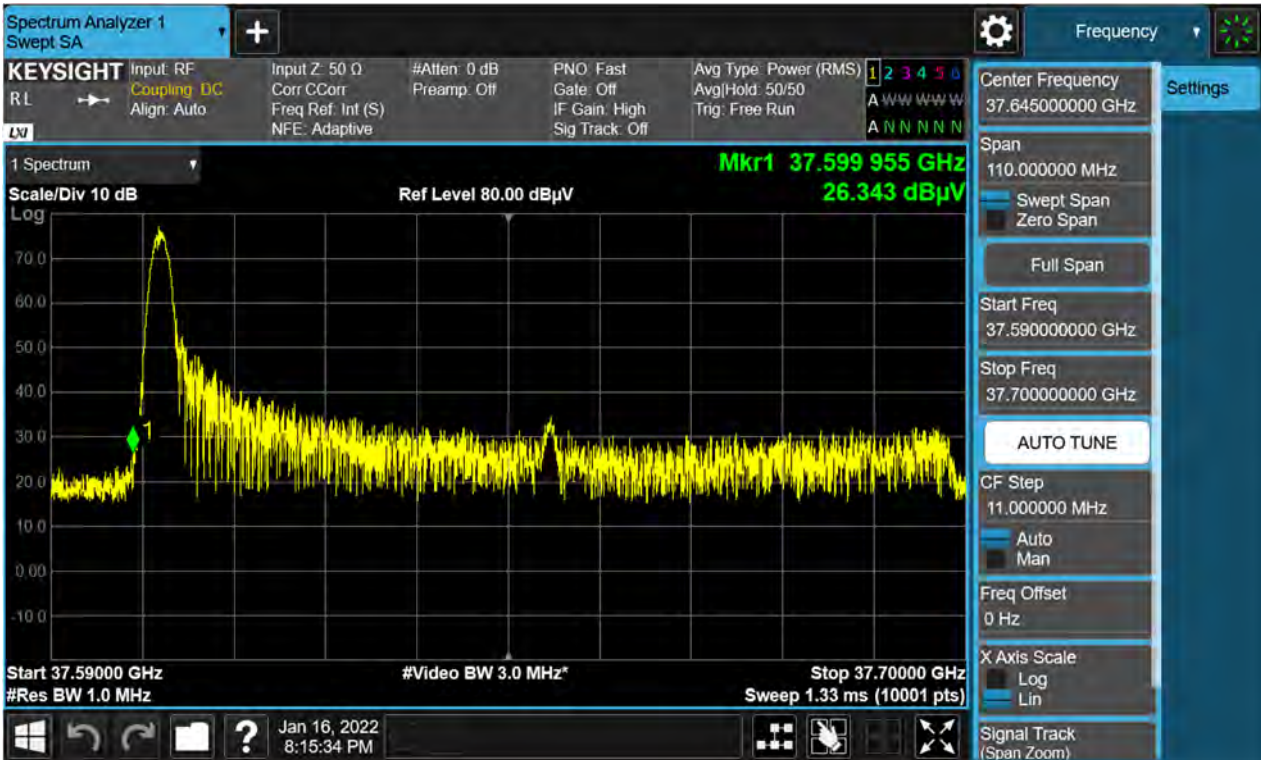 Spectrum Analyzer 1
Swept SA
+
Frequency
KEYSIGHT
RL
LXI
Input: RF
Coupling: DC
Align: Auto
Input Z: 50 Ω
Corr CCorr
Freq Ref: Int (S)
NFE: Adaptive
#Atten: 0 dB
Preamp: Off
PNO: Fast
Gate: Off
IF Gain: High
Sig Track: Off
Avg Type: Power (RMS)
Avg|Hold: 50/50
Trig: Free Run
1 2 3 4 5 6
A W W W W W
A N N N N N
1 Spectrum
Mkr1 37.599 955 GHz
Scale/Div 10 dB
Ref Level 80.00 dBµV
26.343 dBµV
Log
70.0
60.0
50.0
40.0
30.0
20.0
10.0
0.00
-10.0
1
Start 37.59000 GHz
#Video BW 3.0 MHz*
Stop 37.70000 GHz
#Res BW 1.0 MHz
Sweep 1.33 ms (10001 pts)
Center Frequency
37.645000000 GHz
Settings
Span
110.000000 MHz
Swept Span
Zero Span
Full Span
Start Freq
37.590000000 GHz
Stop Freq
37.700000000 GHz
AUTO TUNE
CF Step
11.000000 MHz
Auto
Man
Freq Offset
0 Hz
X Axis Scale
Log
Lin
Signal Track
(Span Zoom)
?
Jan 16, 2022
8:15:34 PM